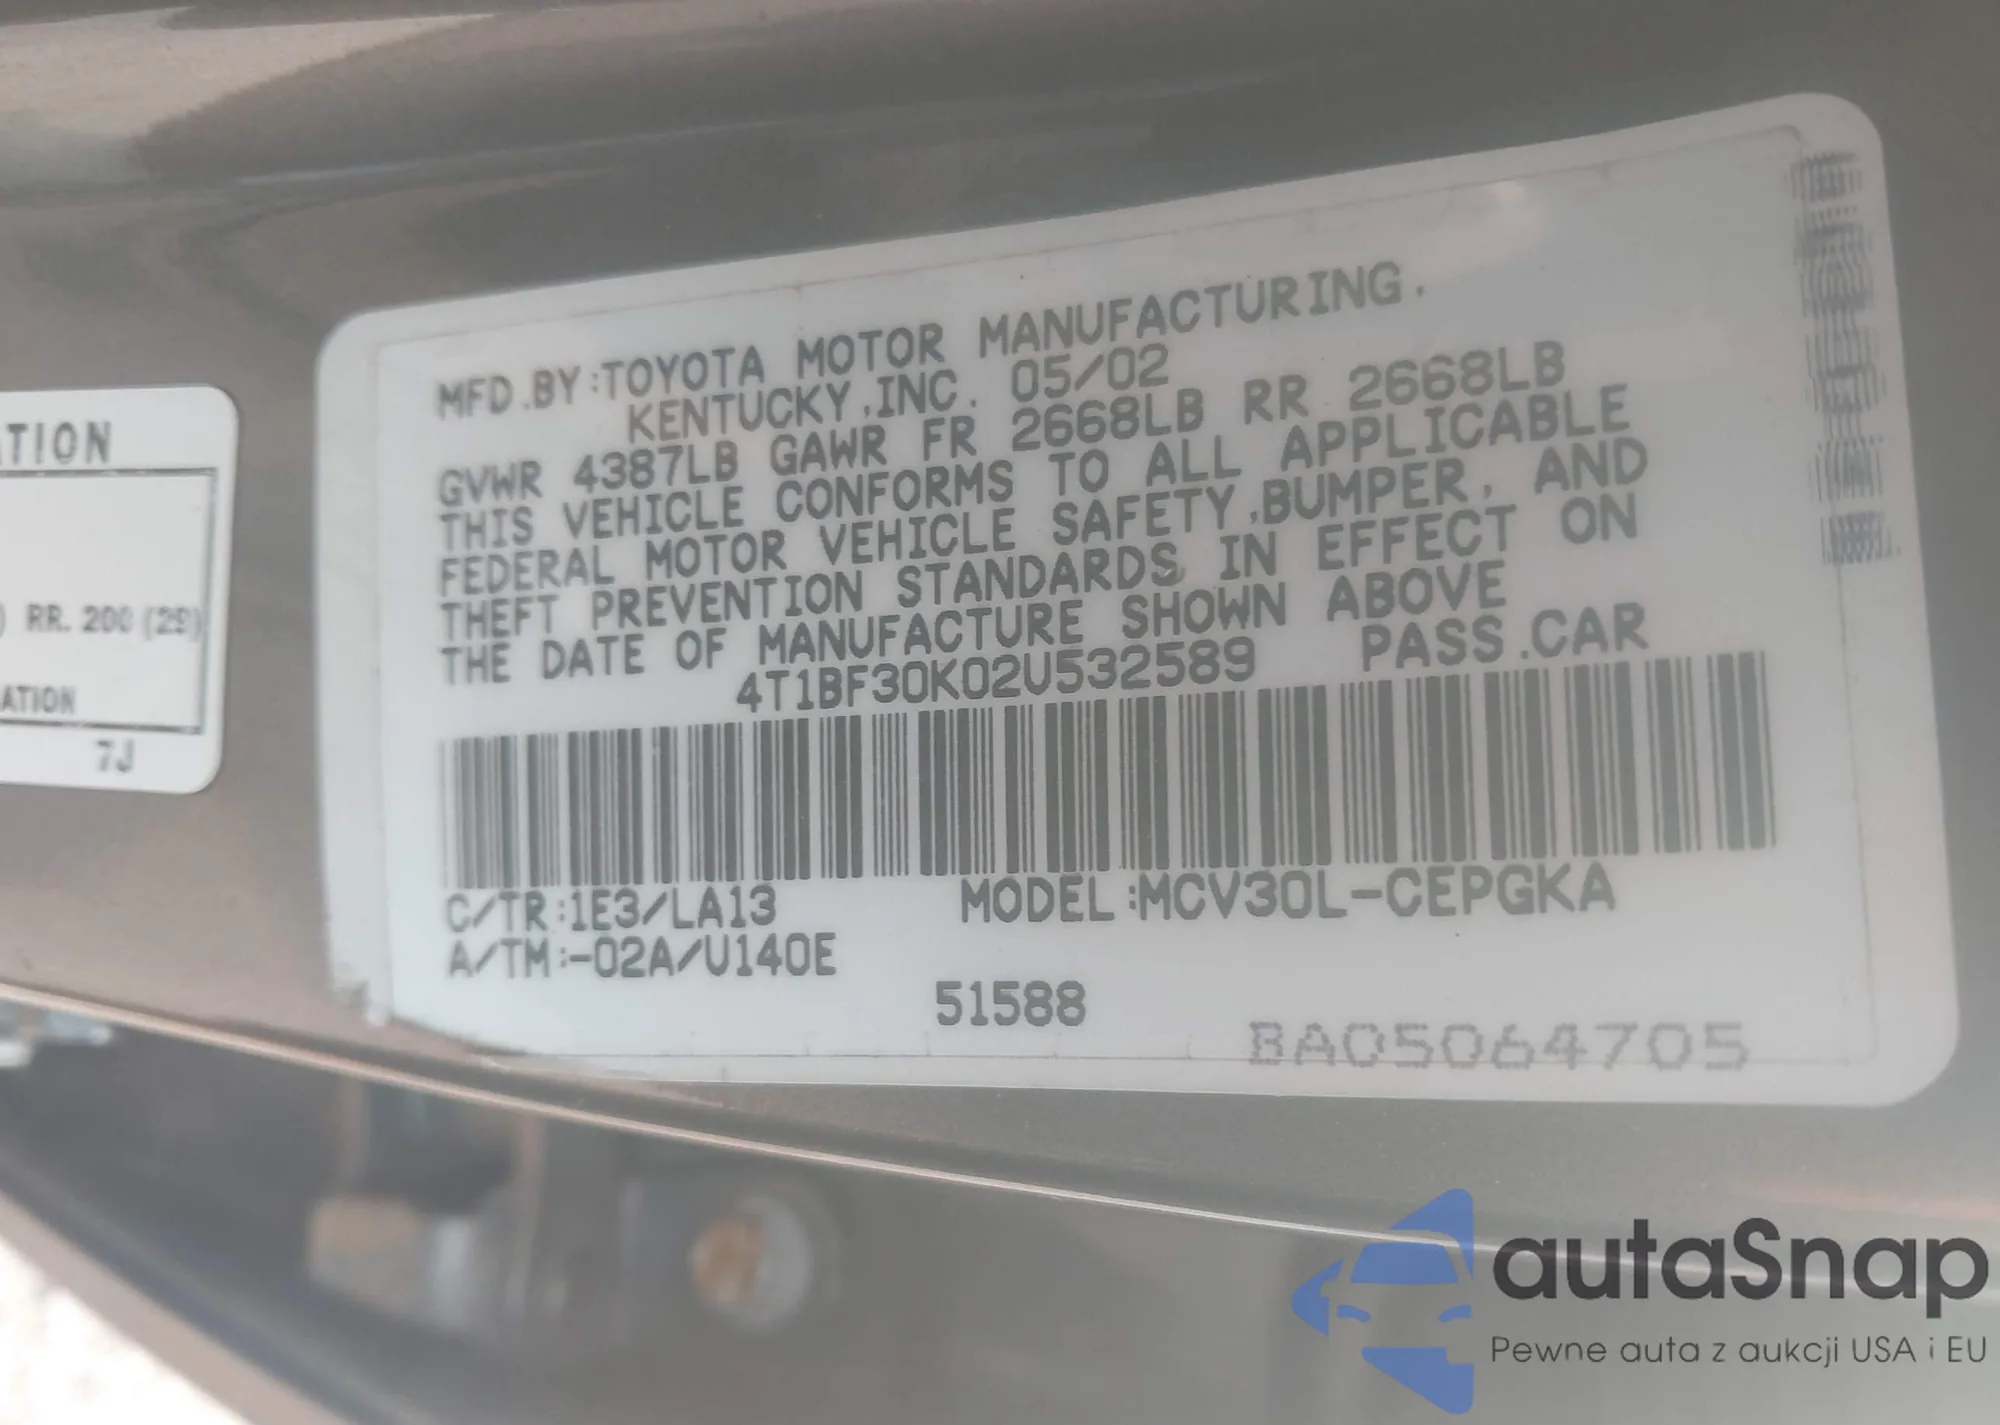 ATION
) RR. 200 (29)
ATION
7J
MFD.BY:TOYOTA MOTOR MANUFACTURING,
KENTUCKY,INC. 05/02
GVWR 4387LB GAWR FR 2668LB RR 2668LB
THIS VEHICLE CONFORMS TO ALL APPLICABLE
FEDERAL MOTOR VEHICLE SAFETY,BUMPER, AND
THEFT PREVENTION STANDARDS IN EFFECT ON
THE DATE OF MANUFACTURE SHOWN ABOVE
4T1BF30K02U532589 PASS.CAR
C/TR:1E3/LA13 MODEL:MCV30L-CEPGKA
A/TM:-02A/U140E
51588
BA05064705
autaSnap
Pewne auta z aukcji USA i EU